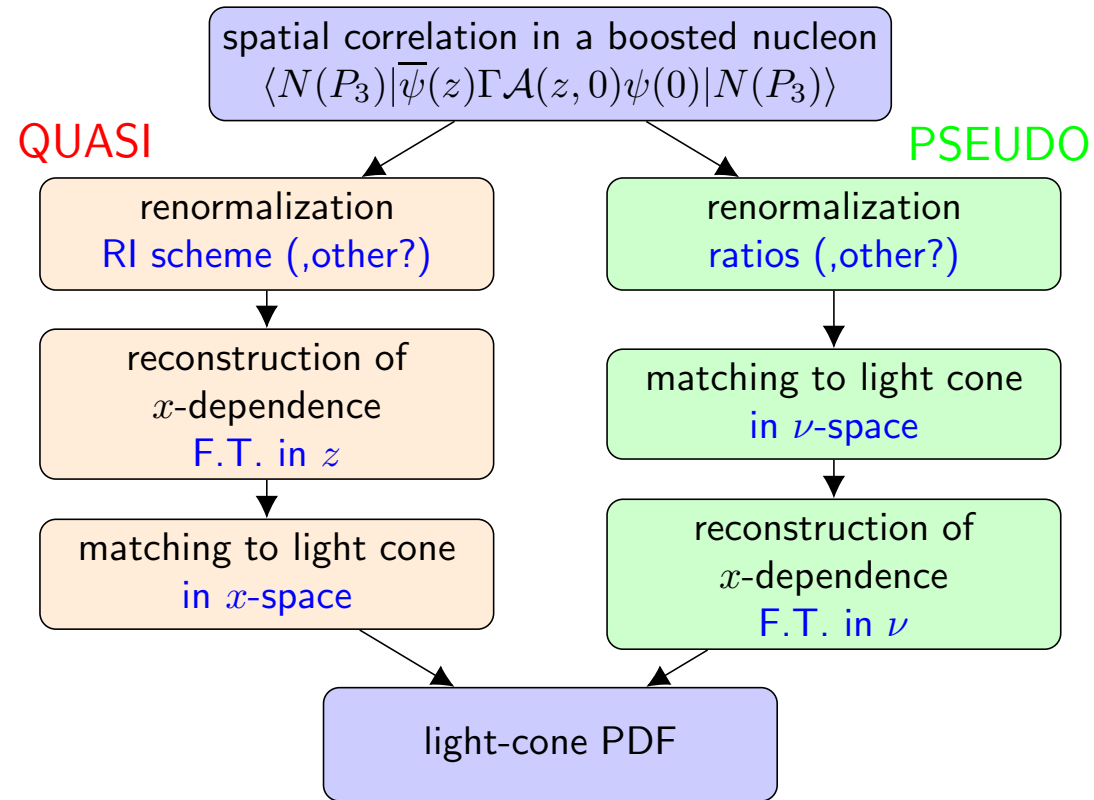 spatial correlation in a boosted nucleon
⟨N(P₃)|ψ̅(z)Γ𝒜(z, 0)ψ(0)|N(P₃)⟩
QUASI
PSEUDO
renormalization
RI scheme (,other?)
reconstruction of
x-dependence
F.T. in z
matching to light cone
in x-space
renormalization
ratios (,other?)
matching to light cone
in ν-space
reconstruction of
x-dependence
F.T. in ν
light-cone PDF